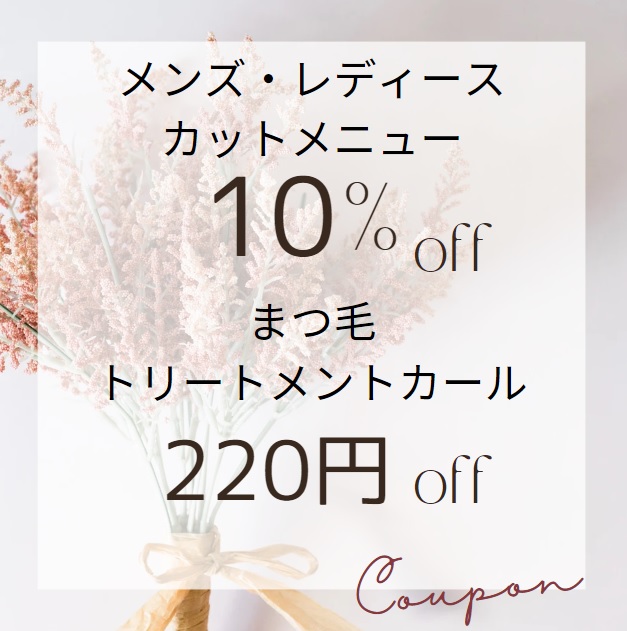 メンズ・レディース
カットメニュー
10% off
まつ毛
トリートメントカール
220円 off
Coupon